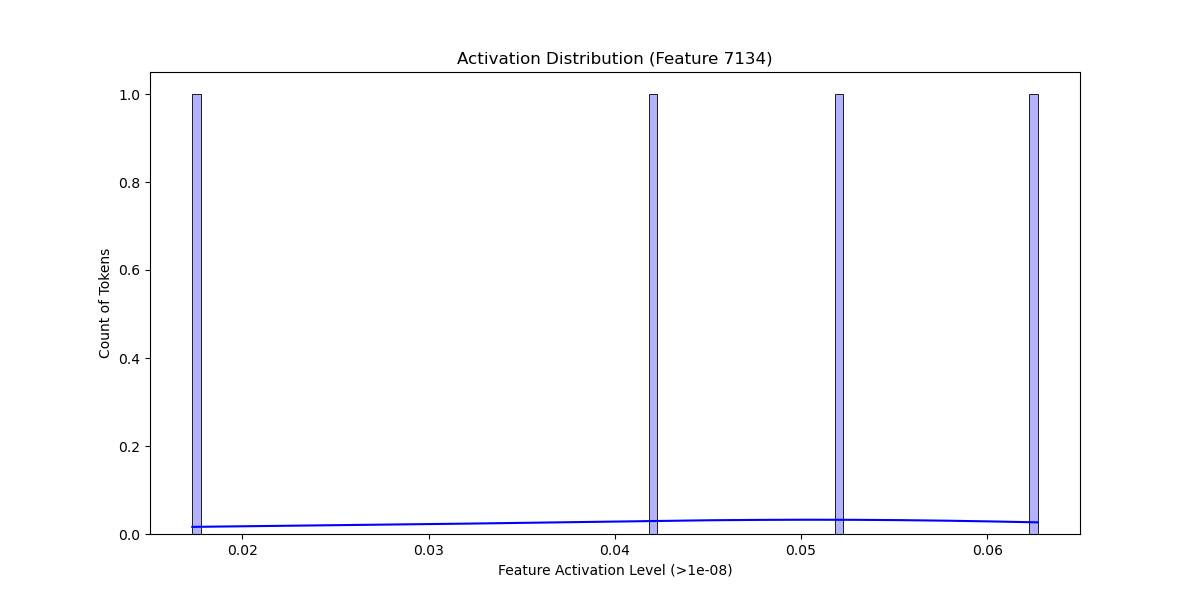 Activation Distribution (Feature 7134)
1.0
0.8
0.6
0.4
0.2
0.0
Count of Tokens
0.02 0.03 0.04 0.05 0.06
Feature Activation Level (>1e-08)